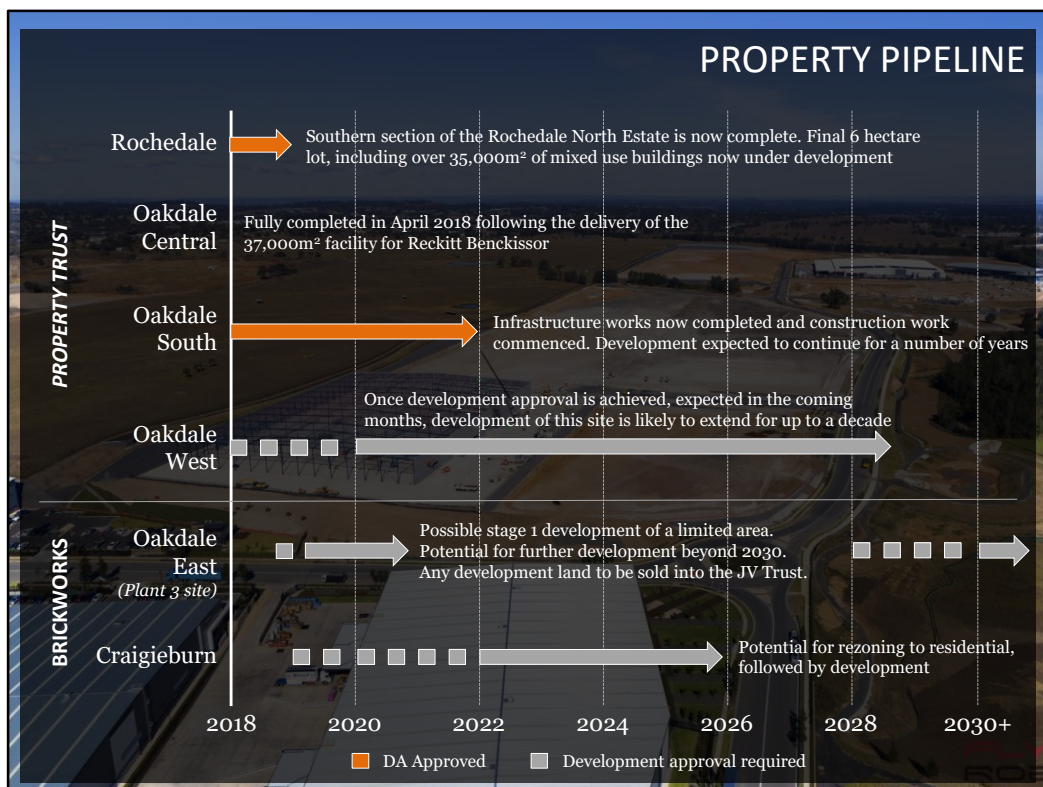 PROPERTY PIPELINE
PROPERTY TRUST
Rochedale
Southern section of the Rochedale North Estate is now complete. Final 6 hectare
lot, including over 35,000m² of mixed use buildings now under development
Oakdale
Central
Fully completed in April 2018 following the delivery of the
37,000m² facility for Reckitt Benckissor
Oakdale
South
Infrastructure works now completed and construction work
commenced. Development expected to continue for a number of years
Oakdale
West
Once development approval is achieved, expected in the coming
months, development of this site is likely to extend for up to a decade
BRICKWORKS
Oakdale
East
(Plant 3 site)
Possible stage 1 development of a limited area.
Potential for further development beyond 2030.
Any development land to be sold into the JV Trust.
Craigieburn
Potential for rezoning to residential,
followed by development
2018 2020 2022 2024 2026 2028 2030+
DA Approved Development approval required